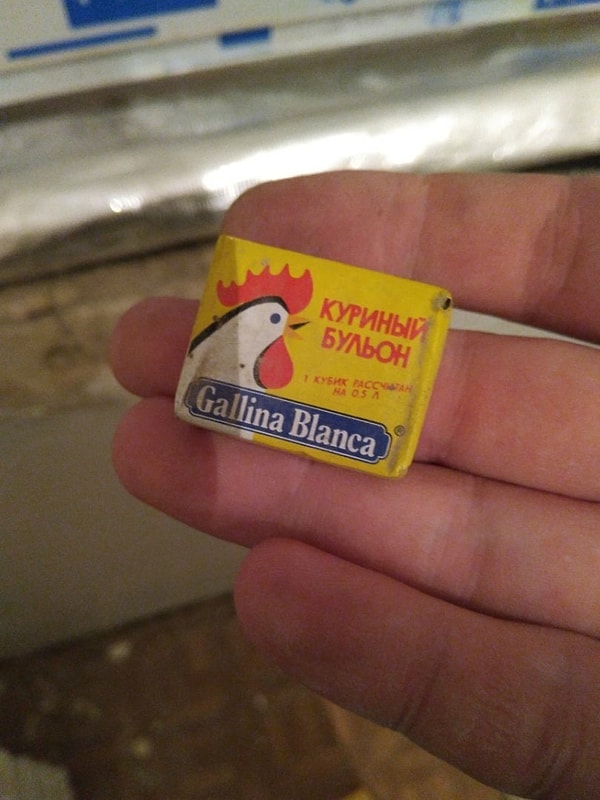 КУРИНЫЙ
БУЛЬОН
1 КУБИК РАССЧИТАН
НА 0.5 Л
Gallina Blanca